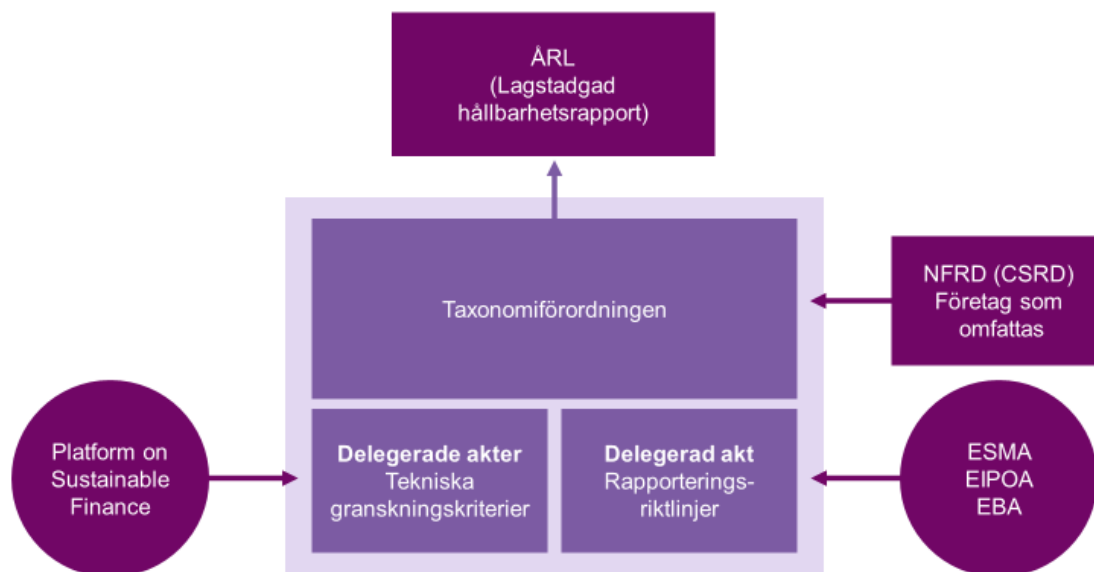 ÅRL
(Lagstadgad
hållbarhetsrapport)
Taxonomiförordningen
NFRD (CSRD)
Företag som
omfattas
Platform on
Sustainable
Finance
Delegerade akter
Tekniska
granskningskriterier
Delegerad akt
Rapporterings-
riktlinjer
ESMA
EIPOA
EBA